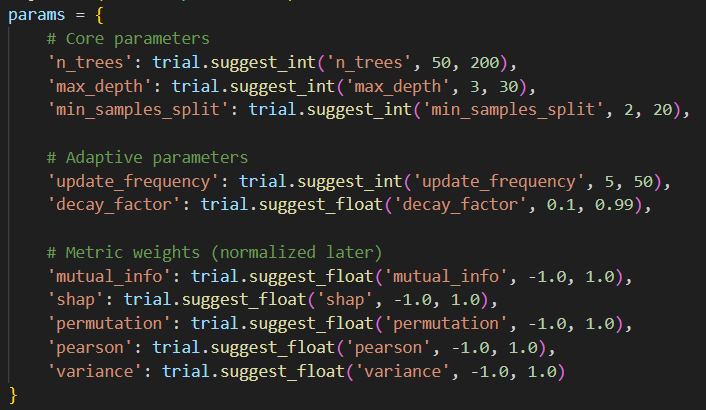 params = {
    # Core parameters
    'n_trees': trial.suggest_int('n_trees', 50, 200),
    'max_depth': trial.suggest_int('max_depth', 3, 30),
    'min_samples_split': trial.suggest_int('min_samples_split', 2, 20),
    # Adaptive parameters
    'update_frequency': trial.suggest_int('update_frequency', 5, 50),
    'decay_factor': trial.suggest_float('decay_factor', 0.1, 0.99),
    # Metric weights (normalized later)
    'mutual_info': trial.suggest_float('mutual_info', -1.0, 1.0),
    'shap': trial.suggest_float('shap', -1.0, 1.0),
    'permutation': trial.suggest_float('permutation', -1.0, 1.0),
    'pearson': trial.suggest_float('pearson', -1.0, 1.0),
    'variance': trial.suggest_float('variance', -1.0, 1.0)
}